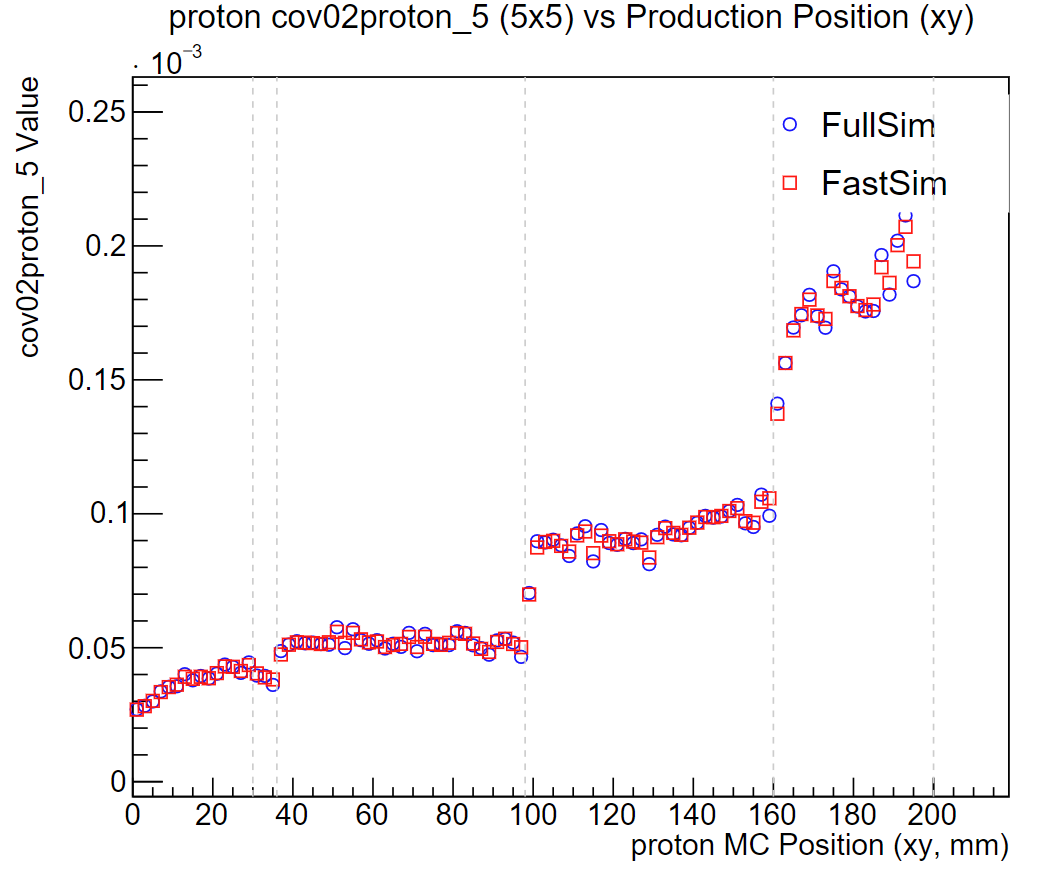 proton cov02proton_5 (5x5) vs Production Position (xy)
· 10⁻³
cov02proton_5 Value
0.25
0.2
0.15
0.1
0.05
0
FullSim
FastSim
0 20 40 60 80 100 120 140 160 180 200
proton MC Position (xy, mm)